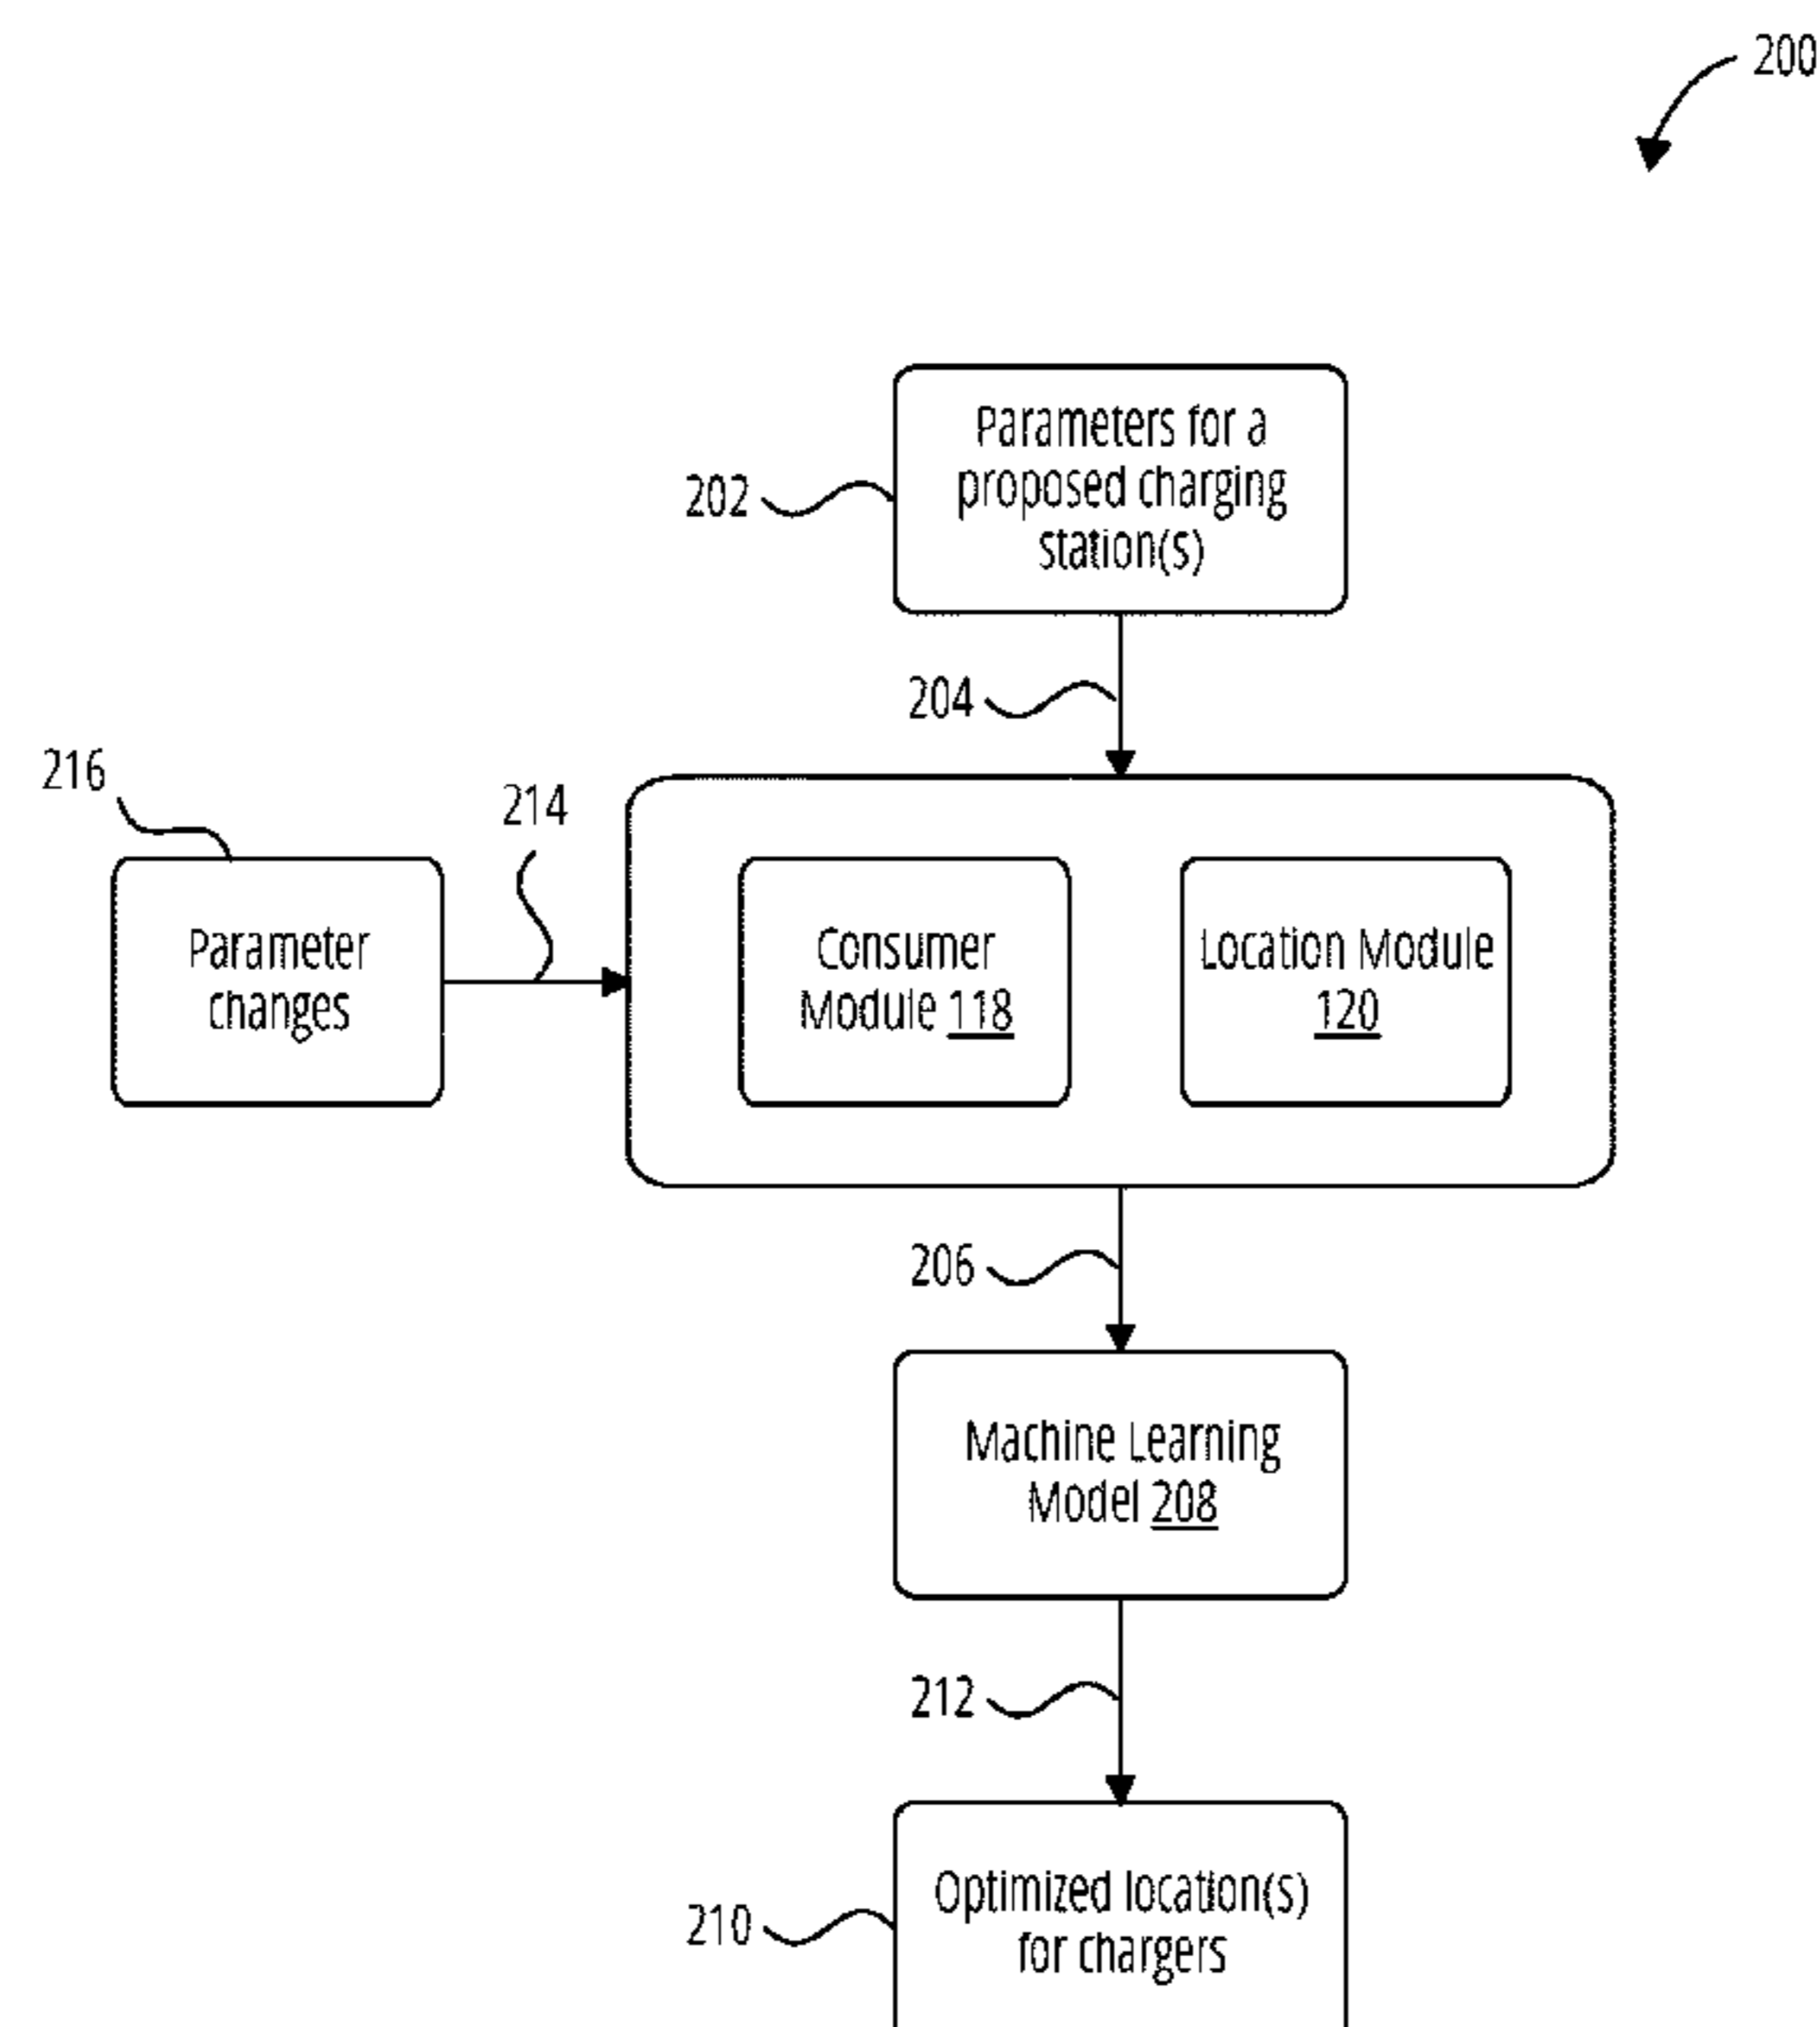 200
Parameters for a
proposed charging
station(s)
202
204
216
214
Parameter
changes
Consumer
Module 118
Location Module
120
206
Machine Learning
Model 208
212
Optimized location(s)
for chargers
210